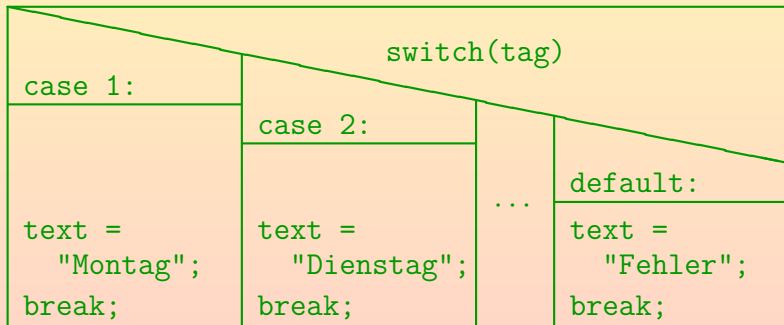 switch(tag)
case 1:
text =
"Montag";
break;
case 2:
text =
"Dienstag";
break;
...
default:
text =
"Fehler";
break;